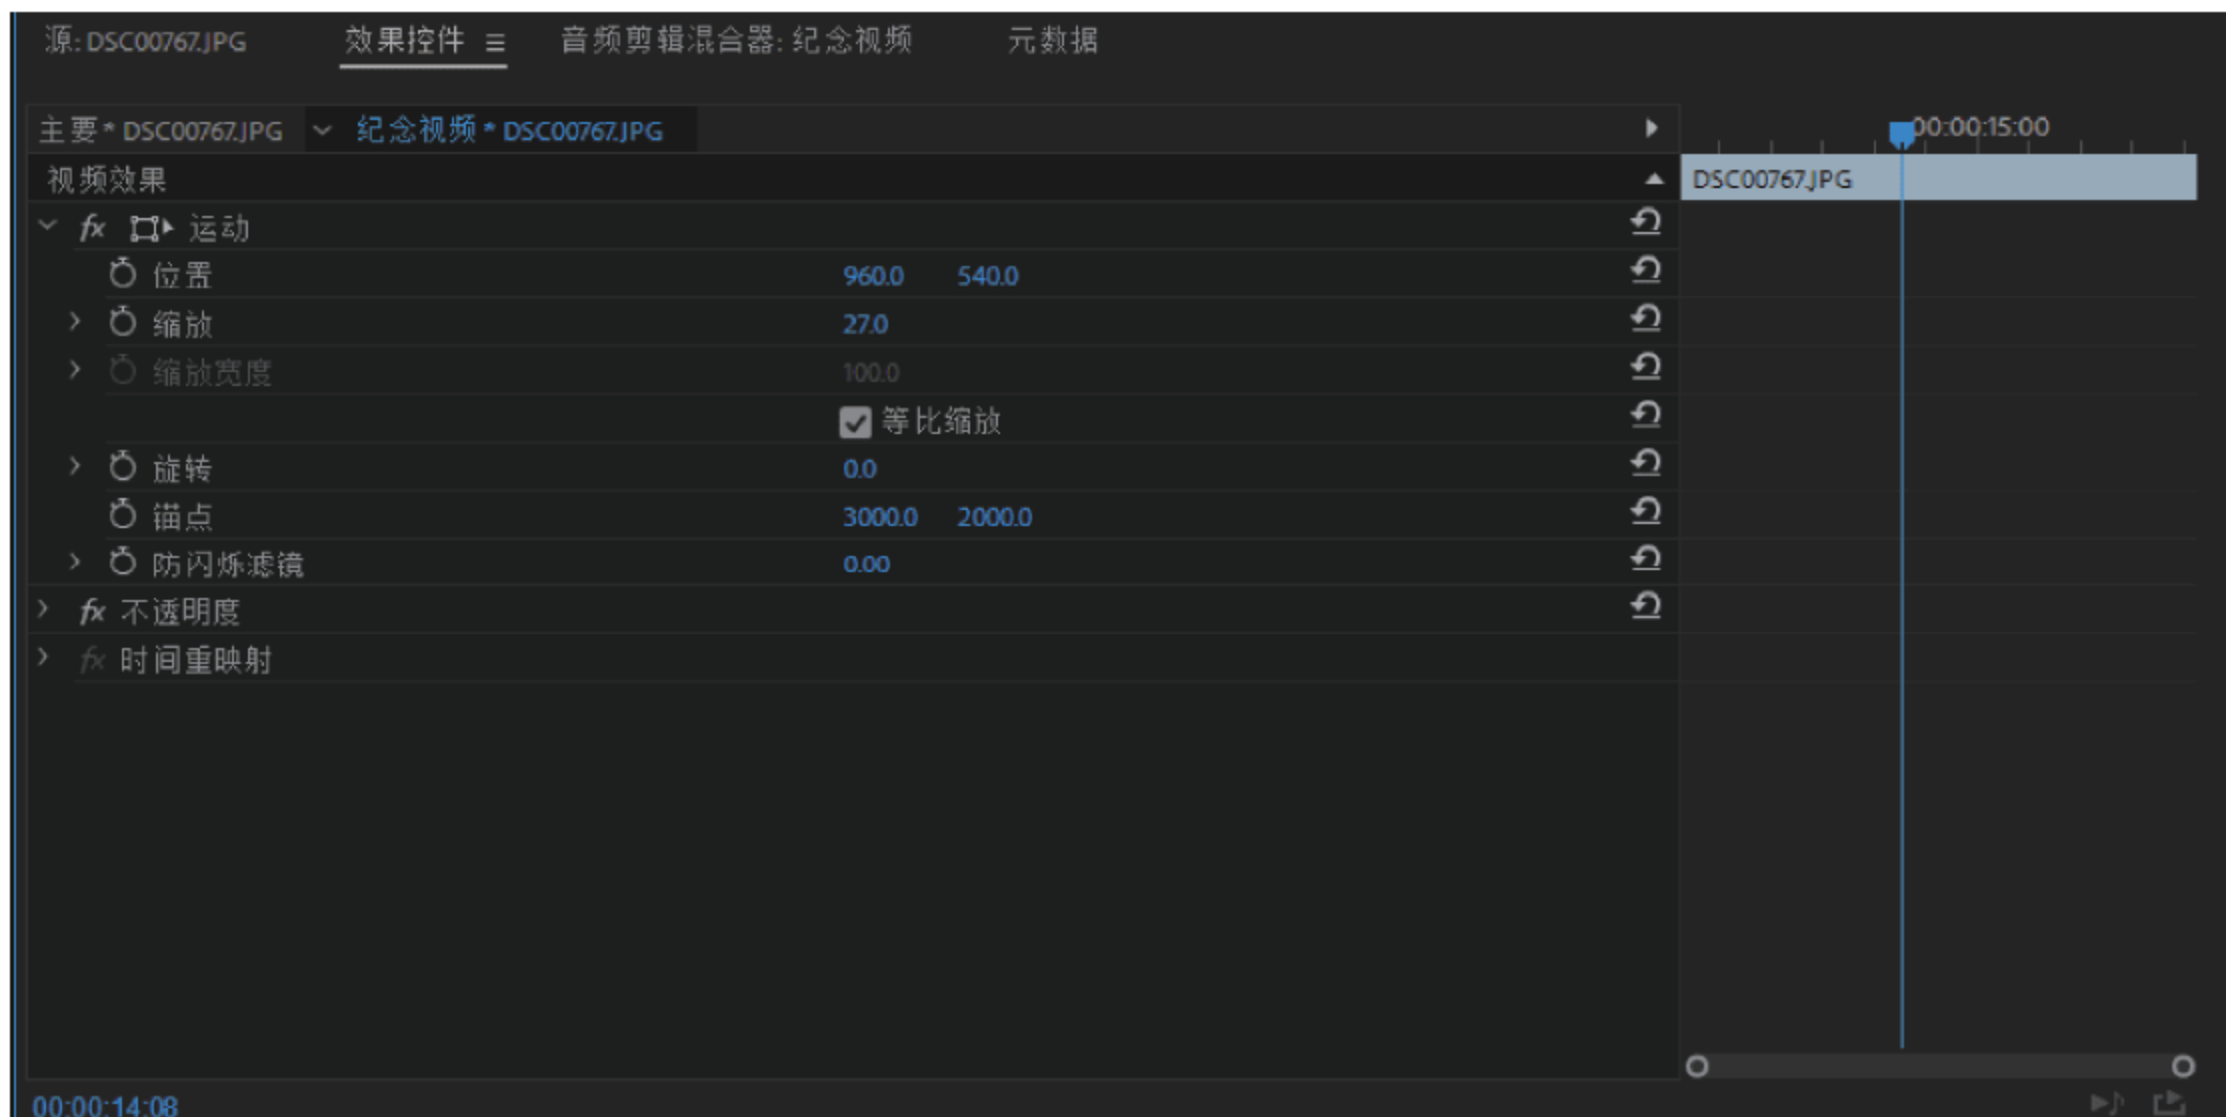 源: DSC00767.JPG 效果控件 音频剪辑混合器: 纪念视频 元数据
主要 * DSC00767.JPG 纪念视频 * DSC00767.JPG 00:00:15:00
视频效果 DSC00767.JPG
fx 运动
位置 960.0 540.0
缩放 27.0
缩放宽度 100.0
等比缩放
旋转 0.0
锚点 3000.0 2000.0
防闪烁滤镜 0.00
fx 不透明度
fx 时间重映射
00:00:14:08